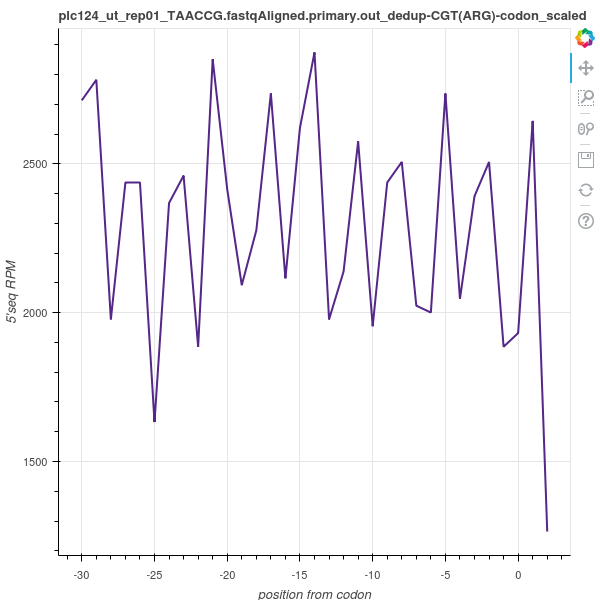 plc124_ut_rep01_TAACCG.fastqAligned.primary.out_dedup-CGT(ARG)-codon_scaled
2500
2000
1500
5'seq RPM
-30 -25 -20 -15 -10 -5 0
position from codon